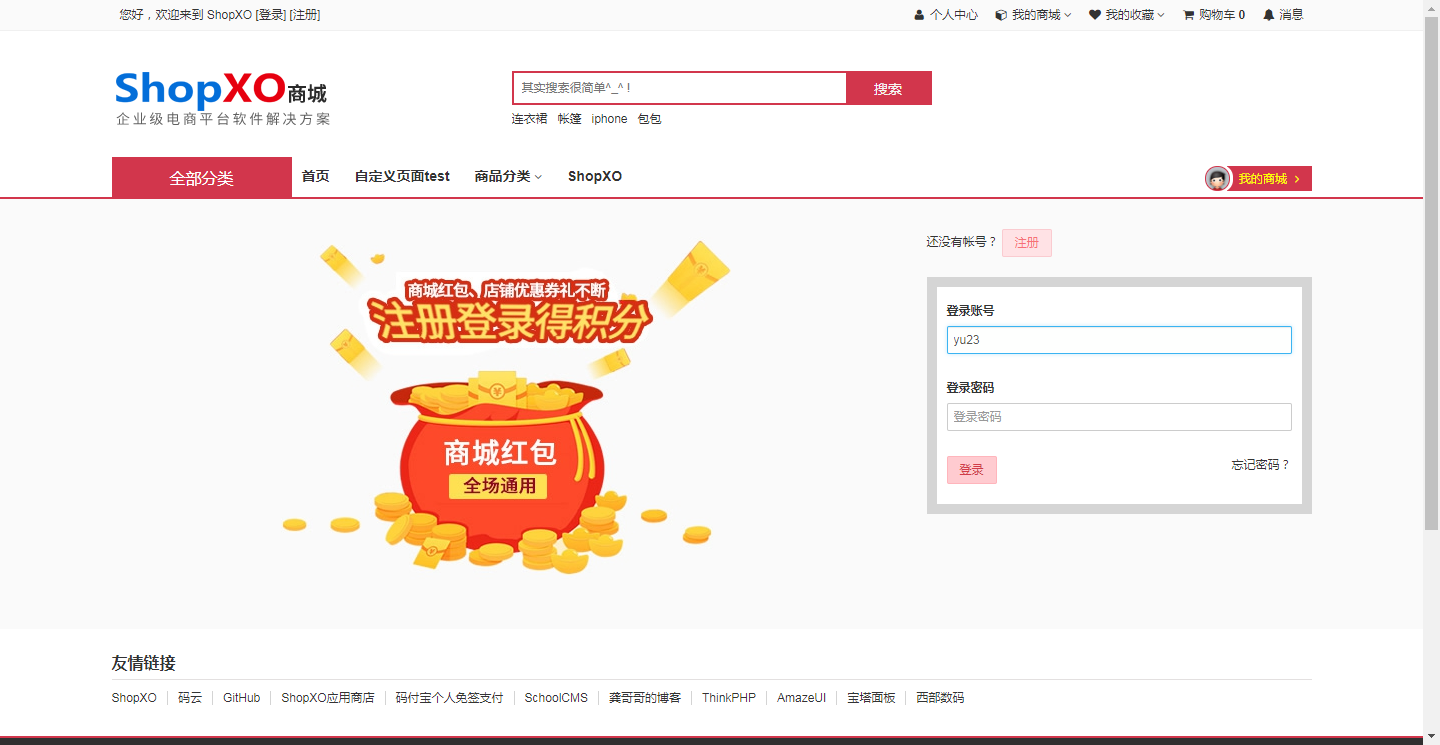 您好，欢迎来到 ShopXO [登录] [注册]
个人中心 我的商城 我的收藏 购物车 0 消息
ShopXO商城
企业级电商平台软件解决方案
其实搜索很简单^_^ ! 搜索
连衣裙 帐篷 iphone 包包
全部分类 首页 自定义页面test 商品分类 ShopXO 我的商城
还没有帐号？ 注册
商城红包、店铺优惠券礼不断
注册登录得积分
商城红包
全场通用
登录账号
yu23
登录密码
登录密码
登录 忘记密码？
友情链接
ShopXO 码云 GitHub ShopXO应用商店 码付宝个人免签支付 SchoolCMS 龚哥哥的博客 ThinkPHP AmazeUI 宝塔面板 西部数码